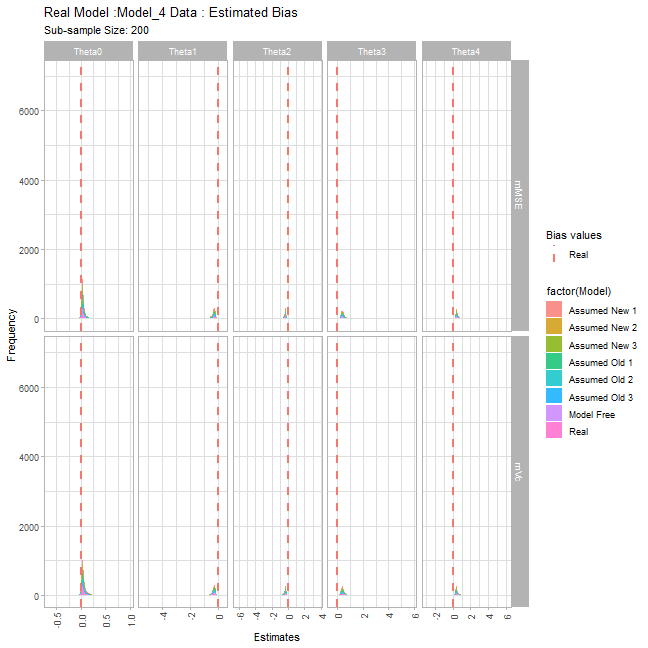 Real Model :Model_4 Data : Estimated Bias
Sub-sample Size: 200
Theta0 Theta1 Theta2 Theta3 Theta4
6000
4000
2000
0
mMSE
6000
4000
2000
0
mVc
Frequency
-0.5 0.0 0.5 1.0 -4 -2 0 -6 -4 -2 0 2 4 0 2 4 6 -2 0 2 4 6
Estimates
Bias values
Real
factor(Model)
Assumed New 1
Assumed New 2
Assumed New 3
Assumed Old 1
Assumed Old 2
Assumed Old 3
Model Free
Real